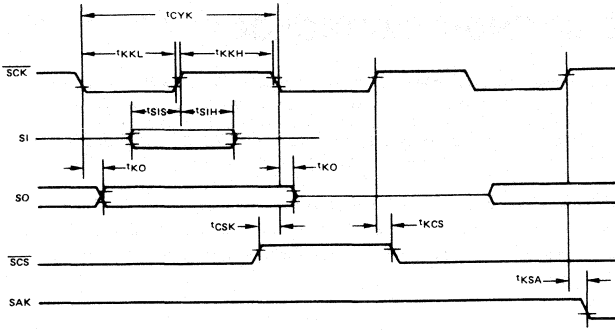 tCYK
tKKL tKKH
SCK
tSIS tSIH
SI
tKO tKO
SO
tCSK tKCS
SCS
tKSA
SAK